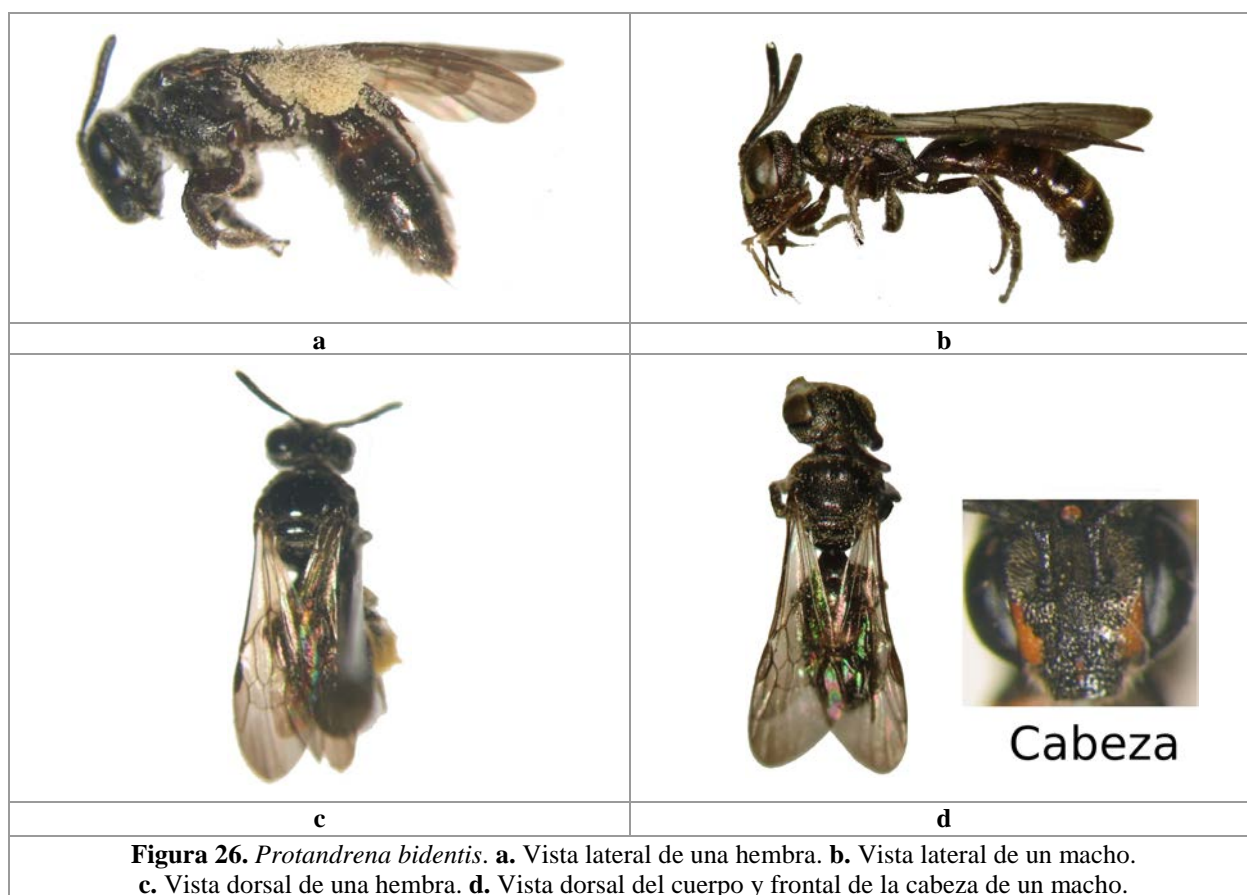 a
b
Cabeza
c
d
Figura 26. Protandrena bidentis. a. Vista lateral de una hembra. b. Vista lateral de un macho.
c. Vista dorsal de una hembra. d. Vista dorsal del cuerpo y frontal de la cabeza de un macho.